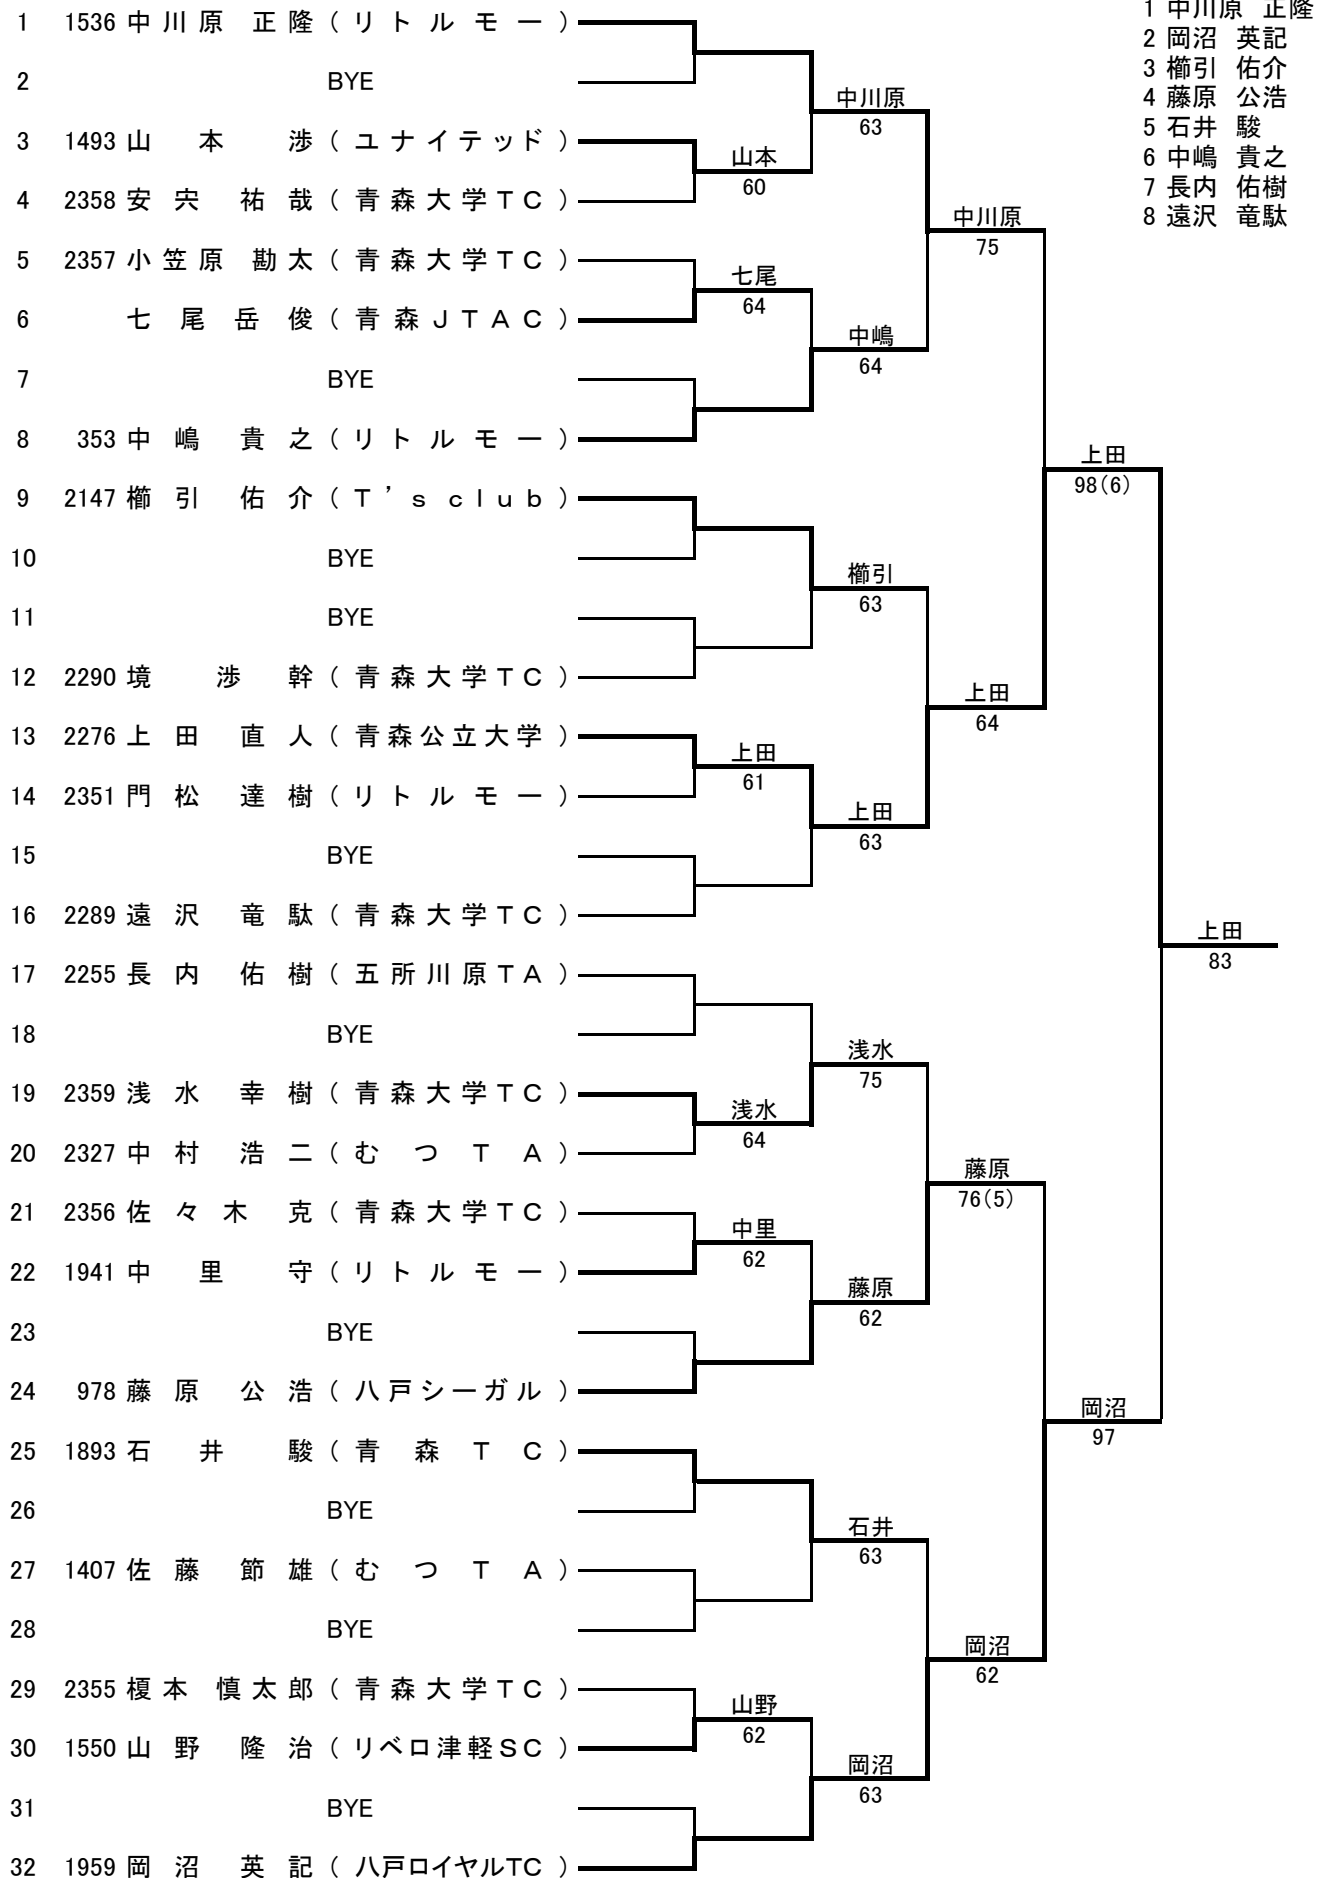 1 1536 中川原 正隆 (リトルモー)
2 BYE
3 1493 山本 渉 (ユナイテッド)
4 2358 安宍 祐哉 (青森大学TC)
5 2357 小笠原 勘太 (青森大学TC)
6 七尾岳俊 (青森JTAC)
7 BYE
8 353 中嶋 貴之 (リトルモー)
9 2147 櫛引 佑介 (T’s club)
10 BYE
11 BYE
12 2290 境 渉幹 (青森大学TC)
13 2276 上田 直人 (青森公立大学)
14 2351 門松 達樹 (リトルモー)
15 BYE
16 2289 遠沢 竜駄 (青森大学TC)
17 2255 長内 佑樹 (五所川原TA)
18 BYE
19 2359 浅水 幸樹 (青森大学TC)
20 2327 中村 浩二 (むつTA)
21 2356 佐々木 克 (青森大学TC)
22 1941 中里 守 (リトルモー)
23 BYE
24 978 藤原 公浩 (八戸シーガル)
25 1893 石井 駿 (青森TC)
26 BYE
27 1407 佐藤 節雄 (むつTA)
28 BYE
29 2355 榎本 慎太郎 (青森大学TC)
30 1550 山野 隆治 (リベロ津軽SC)
31 BYE
32 1959 岡沼 英記 (八戸ロイヤルTC)
山本
60
七尾
64
上田
61
浅水
64
中里
62
山野
62
中川原
63
中嶋
64
櫛引
63
上田
63
浅水
75
藤原
62
石井
63
岡沼
63
中川原
75
上田
64
藤原
76(5)
岡沼
62
上田
98(6)
岡沼
97
上田
83
1 中川原 正隆
2 岡沼 英記
3 櫛引 佑介
4 藤原 公浩
5 石井 駿
6 中嶋 貴之
7 長内 佑樹
8 遠沢 竜駄